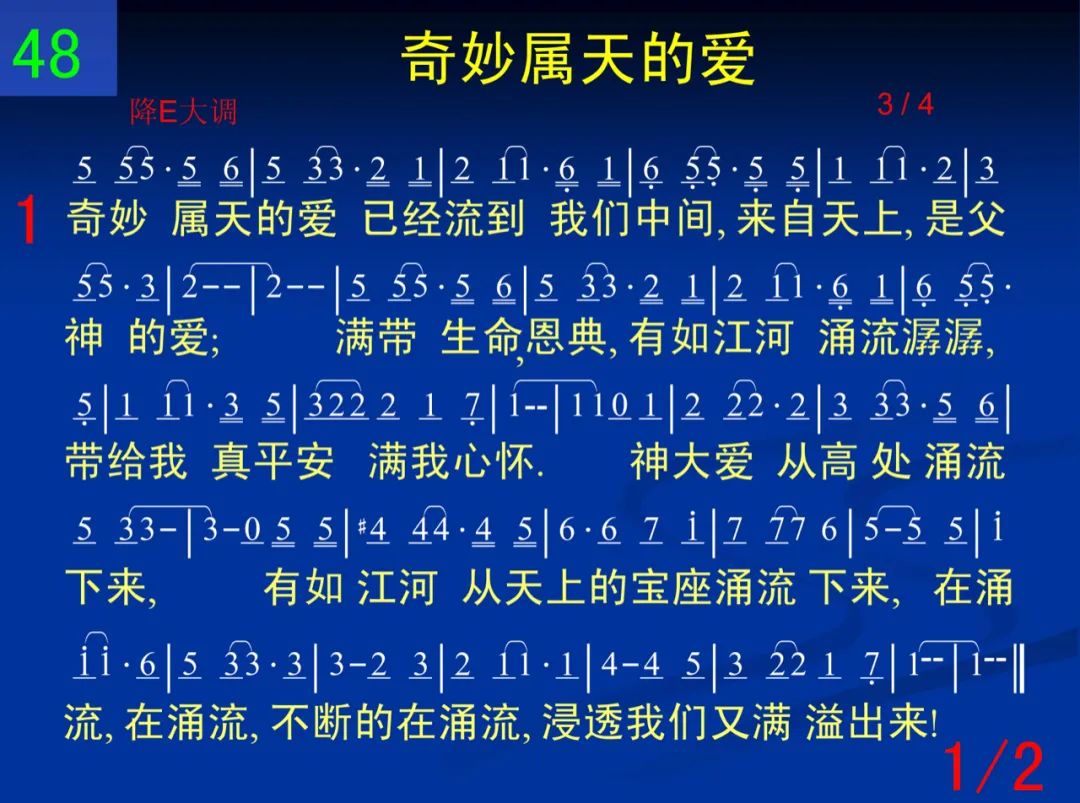 48
奇妙属天的爱
降E大调
3 / 4
5 55·5 6|5 33·2 1|2 11·6 1|6 55·5 5|1 11·2|3
1
奇妙 属天的爱 已经流到 我们中间, 来自天上, 是父
55·3|2--|2--|5 55·5 6|5 33·2 1|2 11·6 1|6 55·
神 的爱; 满带 生命,恩典, 有如江河 涌流潺潺,
5|1 11·3 5|322 2 1 7|1--|110 1|2 22·2|3 33·5 6|
带给我 真平安 满我心怀. 神大爱 从高 处 涌流
5 33-|3-0 5 5|#4 44·4 5|6·6 7 i|7 77 6|5-5 5|i
下来, 有如 江河 从天上的宝座涌流 下来, 在涌
ii·6|5 33·3|3-2 3|2 11·1|4-4 5|3 22 1 7|1--|1--‖
流, 在涌流, 不断的在涌流, 浸透我们又满 溢出来!
1/2